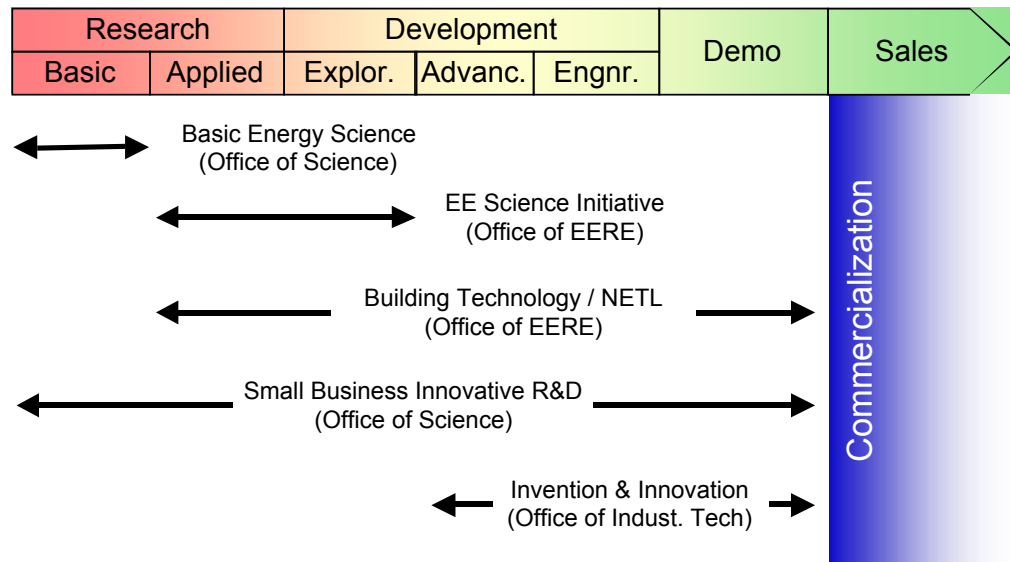 Research
Development
Demo
Sales
Basic
Applied
Explor.
Advanc.
Engnr.
Basic Energy Science
(Office of Science)
EE Science Initiative
(Office of EERE)
Building Technology / NETL
(Office of EERE)
Small Business Innovative R&D
(Office of Science)
Invention & Innovation
(Office of Indust. Tech)
Commercialization